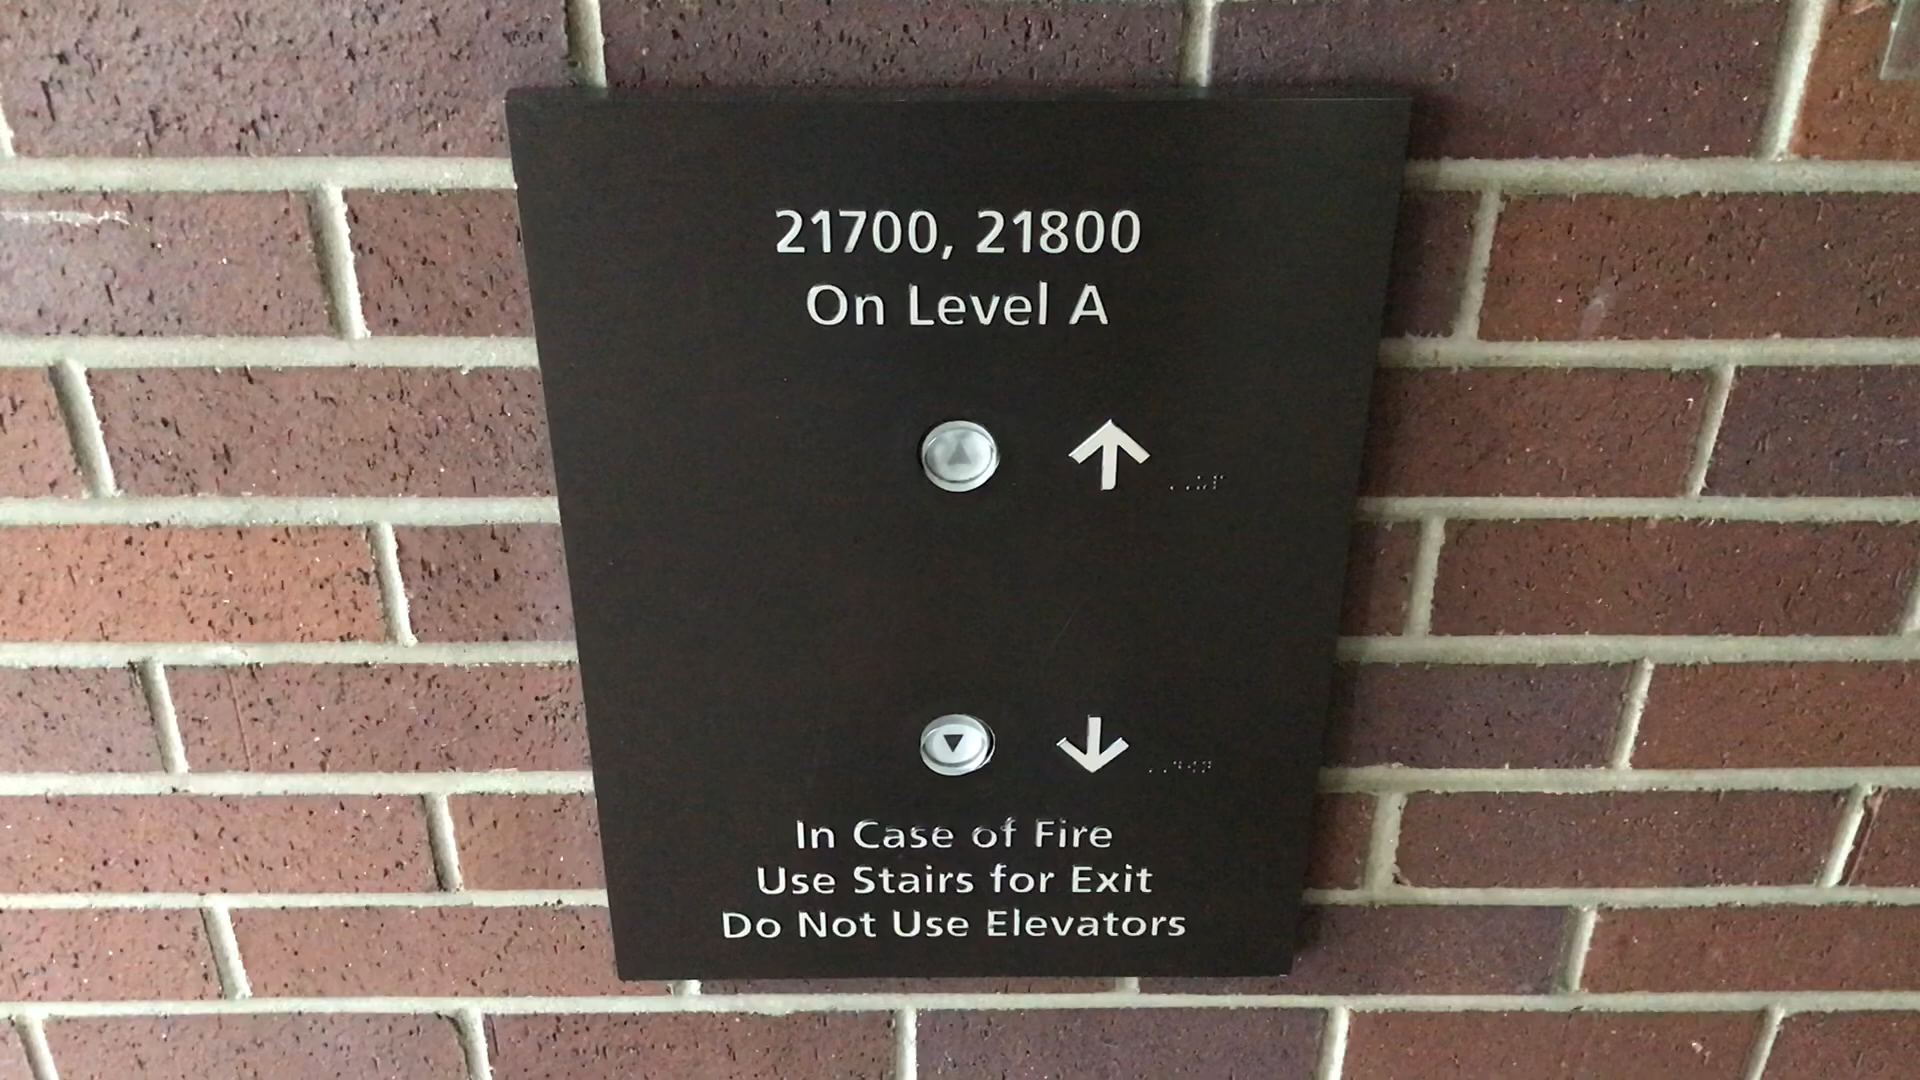 21700, 21800
On Level A
In Case of Fire
Use Stairs for Exit
Do Not Use Elevators